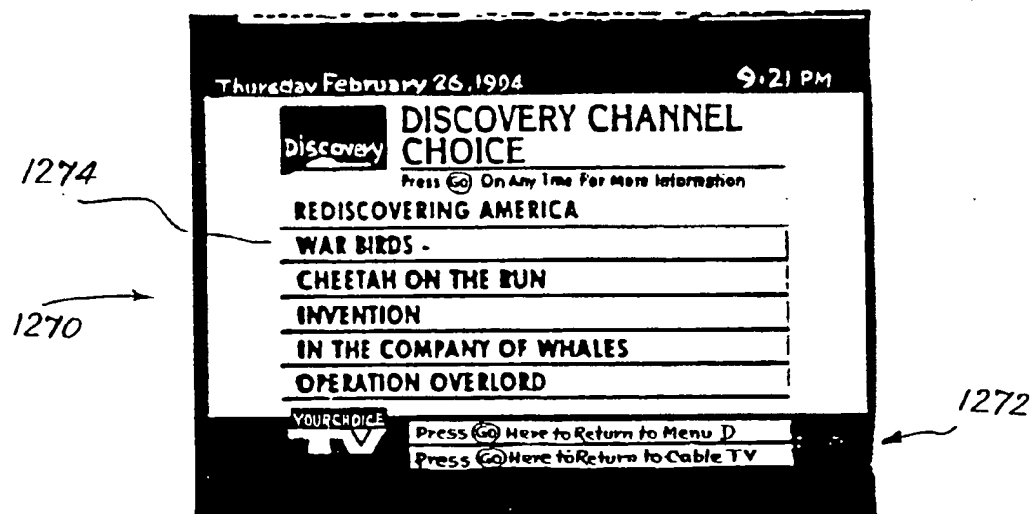 Thursday February 26, 1994 9:21 PM
Discovery
DISCOVERY CHANNEL
CHOICE
Press GO On Any Time For More Information
REDISCOVERING AMERICA
1274
WAR BIRDS -
CHEETAH ON THE RUN
1270
INVENTION
IN THE COMPANY OF WHALES
OPERATION OVERLORD
1272
YOUR CHOICE
TV
Press GO Here to Return to Menu D
Press GO Here to Return to Cable TV